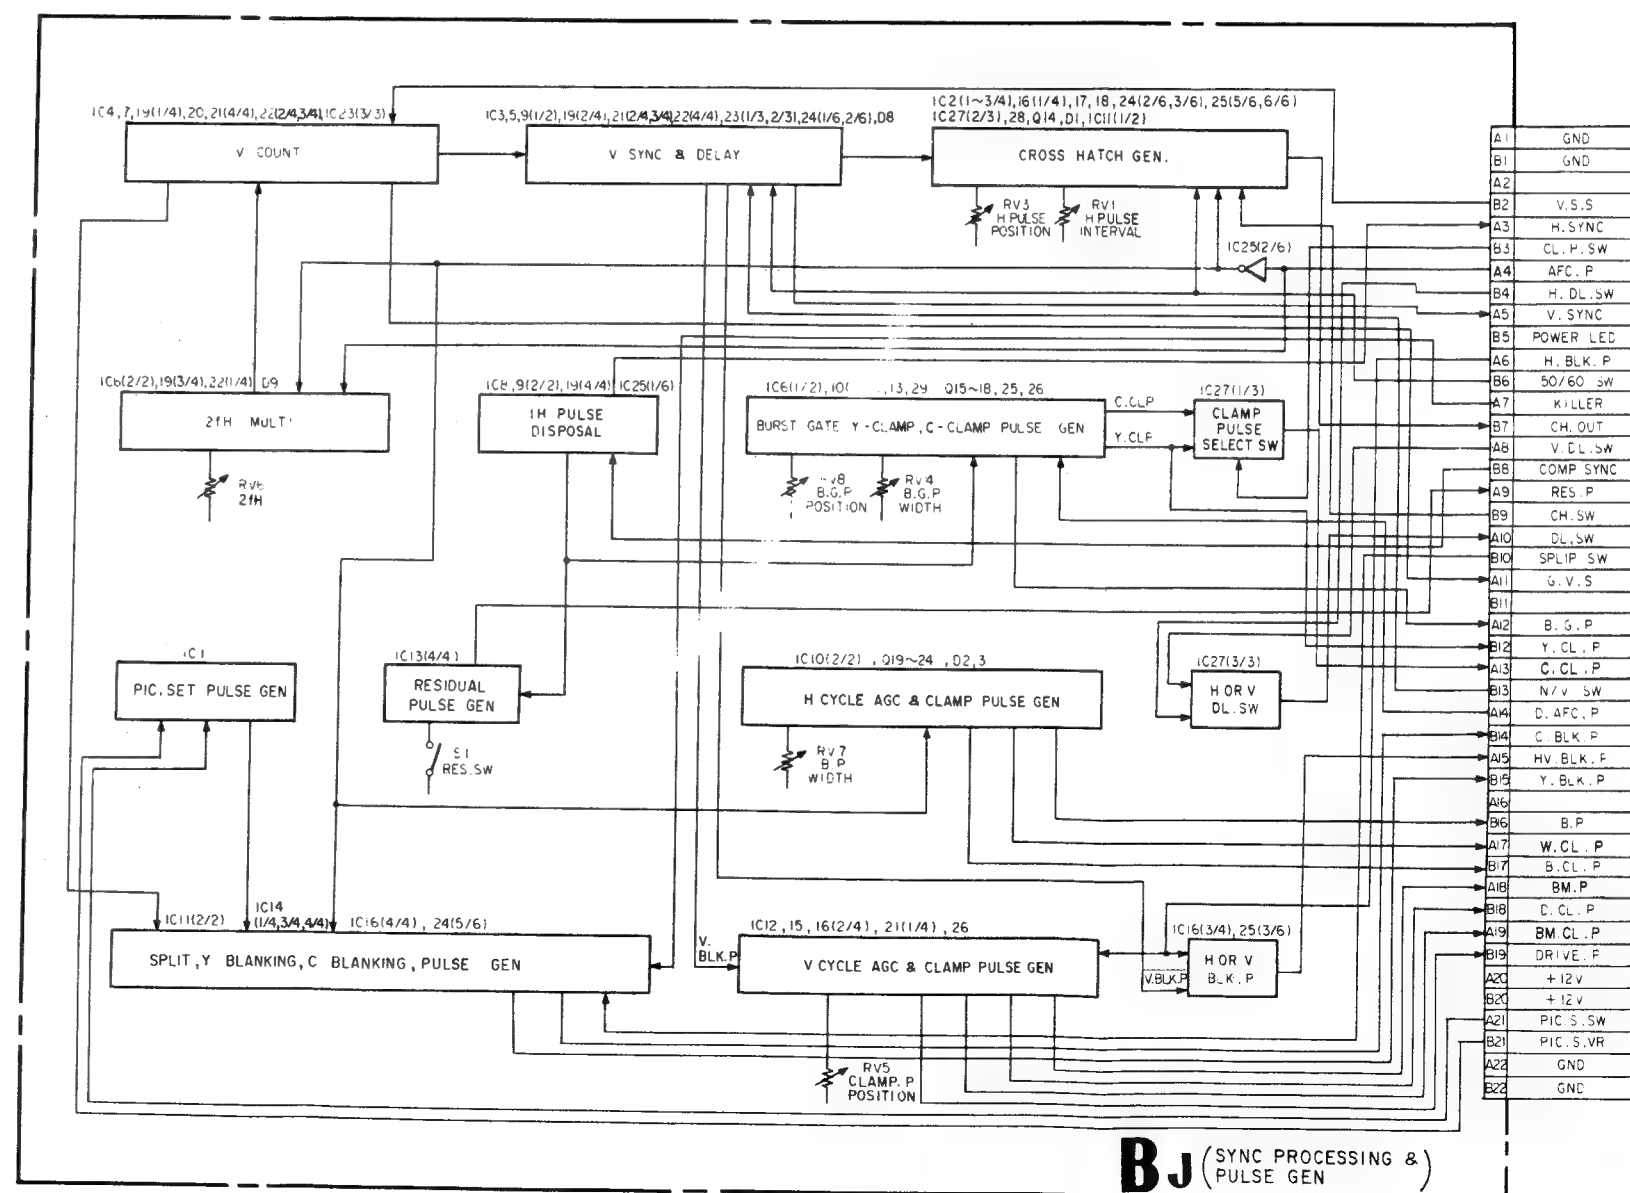 IC4,7,19(1/4),20,21(4/4),22(2/4,3/4),IC23(3/3)
V COUNT
IC3,5,9(1/2),19(2/4),21(2/4,3/4)22(4/4),23(1/3,2/3),24(1/6,2/6),D8
V SYNC & DELAY
IC2(1~3/4),16(1/4),17,18,24(2/6,3/6),25(5/6,6/6)
IC27(2/3),28,Q14,D1,IC11(1/2)
CROSS HATCH GEN.
RV3
H PULSE
POSITION
RV1
H PULSE
INTERVAL
IC25(2/6)
IC6(2/2),19(3/4),22(1/4) D9
2fH MULTI
RV6
2fH
IC8,9(2/2),19(4/4) IC25(1/6)
1H PULSE
DISPOSAL
IC6(1/2),10( ,13,29 Q15~18,25,26
BURST GATE Y-CLAMP,C-CLAMP PULSE GEN
RV8
B.G.P
POSITION
RV4
B.G.P
WIDTH
C.CLP
Y.CLP
IC27(1/3)
CLAMP
PULSE
SELECT SW
IC1
PIC.SET PULSE GEN
IC13(4/4)
RESIDUAL
PULSE GEN
S1
RES.SW
IC10(2/2) ,Q19~24 ,D2,3
H CYCLE AGC & CLAMP PULSE GEN
RV7
B.P
WIDTH
IC27(3/3)
H OR V
DL.SW
IC11(2/2)
IC14
(1/4,3/4,4/4)
IC16(4/4) , 24(5/6)
SPLIT,Y BLANKING,C BLANKING,PULSE GEN
V.
BLK.P
IC12,15,16(2/4),21(1/4),26
V CYCLE AGC & CLAMP PULSE GEN
RV5
CLAMP.P
POSITION
IC16(3/4),25(3/6)
H OR V
BLK.P
V.BLK.P
A1 GND
B1 GND
A2
B2 V.S.S
A3 H.SYNC
B3 CL.P.SW
A4 AFC.P
B4 H.DL.SW
A5 V.SYNC
B5 POWER LED
A6 H.BLK.P
B6 50/60 SW
A7 KILLER
B7 CH.OUT
A8 V.DL.SW
B8 COMP SYNC
A9 RES.P
B9 CH.SW
A10 DL,SW
B10 SPLIP SW
A11 G.V.S
B11
A12 B.G.P
B12 Y.CL.P
A13 C.CL.P
B13 N/V SW
A14 D.AFC.P
B14 C.BLK.P
A15 HV.BLK.P
B15 Y.BLK.P
A16
B16 B.P
A17 W.CL.P
B17 B.CL.P
A18 BM.P
B18 D.CL.P
A19 BM.CL.P
B19 DRIVE.P
A20 +12V
B20 +12V
A21 PIC.S.SW
B21 PIC.S.VR
A22 GND
B22 GND
BJ (SYNC PROCESSING &
PULSE GEN)